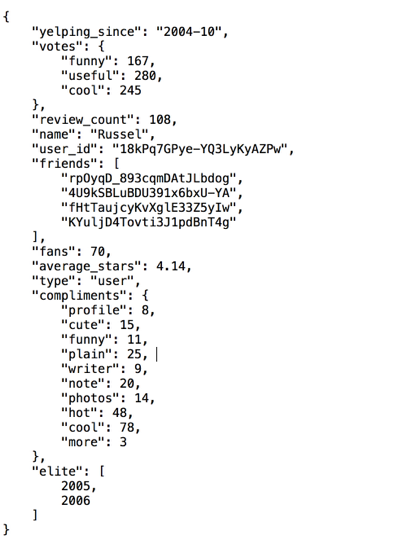 {
    "yelping_since": "2004-10",
    "votes": {
        "funny": 167,
        "useful": 280,
        "cool": 245
    },
    "review_count": 108,
    "name": "Russel",
    "user_id": "18kPq7GPye-YQ3LyKyAZPw",
    "friends": [
        "rpOyqD_893cqmDAtJLbdog",
        "4U9kSBLuBDU391x6bxU-YA",
        "fHtTaujcyKvXglE33Z5yIw",
        "KYuljD4Tovti3J1pdBnT4g"
    ],
    "fans": 70,
    "average_stars": 4.14,
    "type": "user",
    "compliments": {
        "profile": 8,
        "cute": 15,
        "funny": 11,
        "plain": 25,
        "writer": 9,
        "note": 20,
        "photos": 14,
        "hot": 48,
        "cool": 78,
        "more": 3
    },
    "elite": [
        2005,
        2006
    ]
}